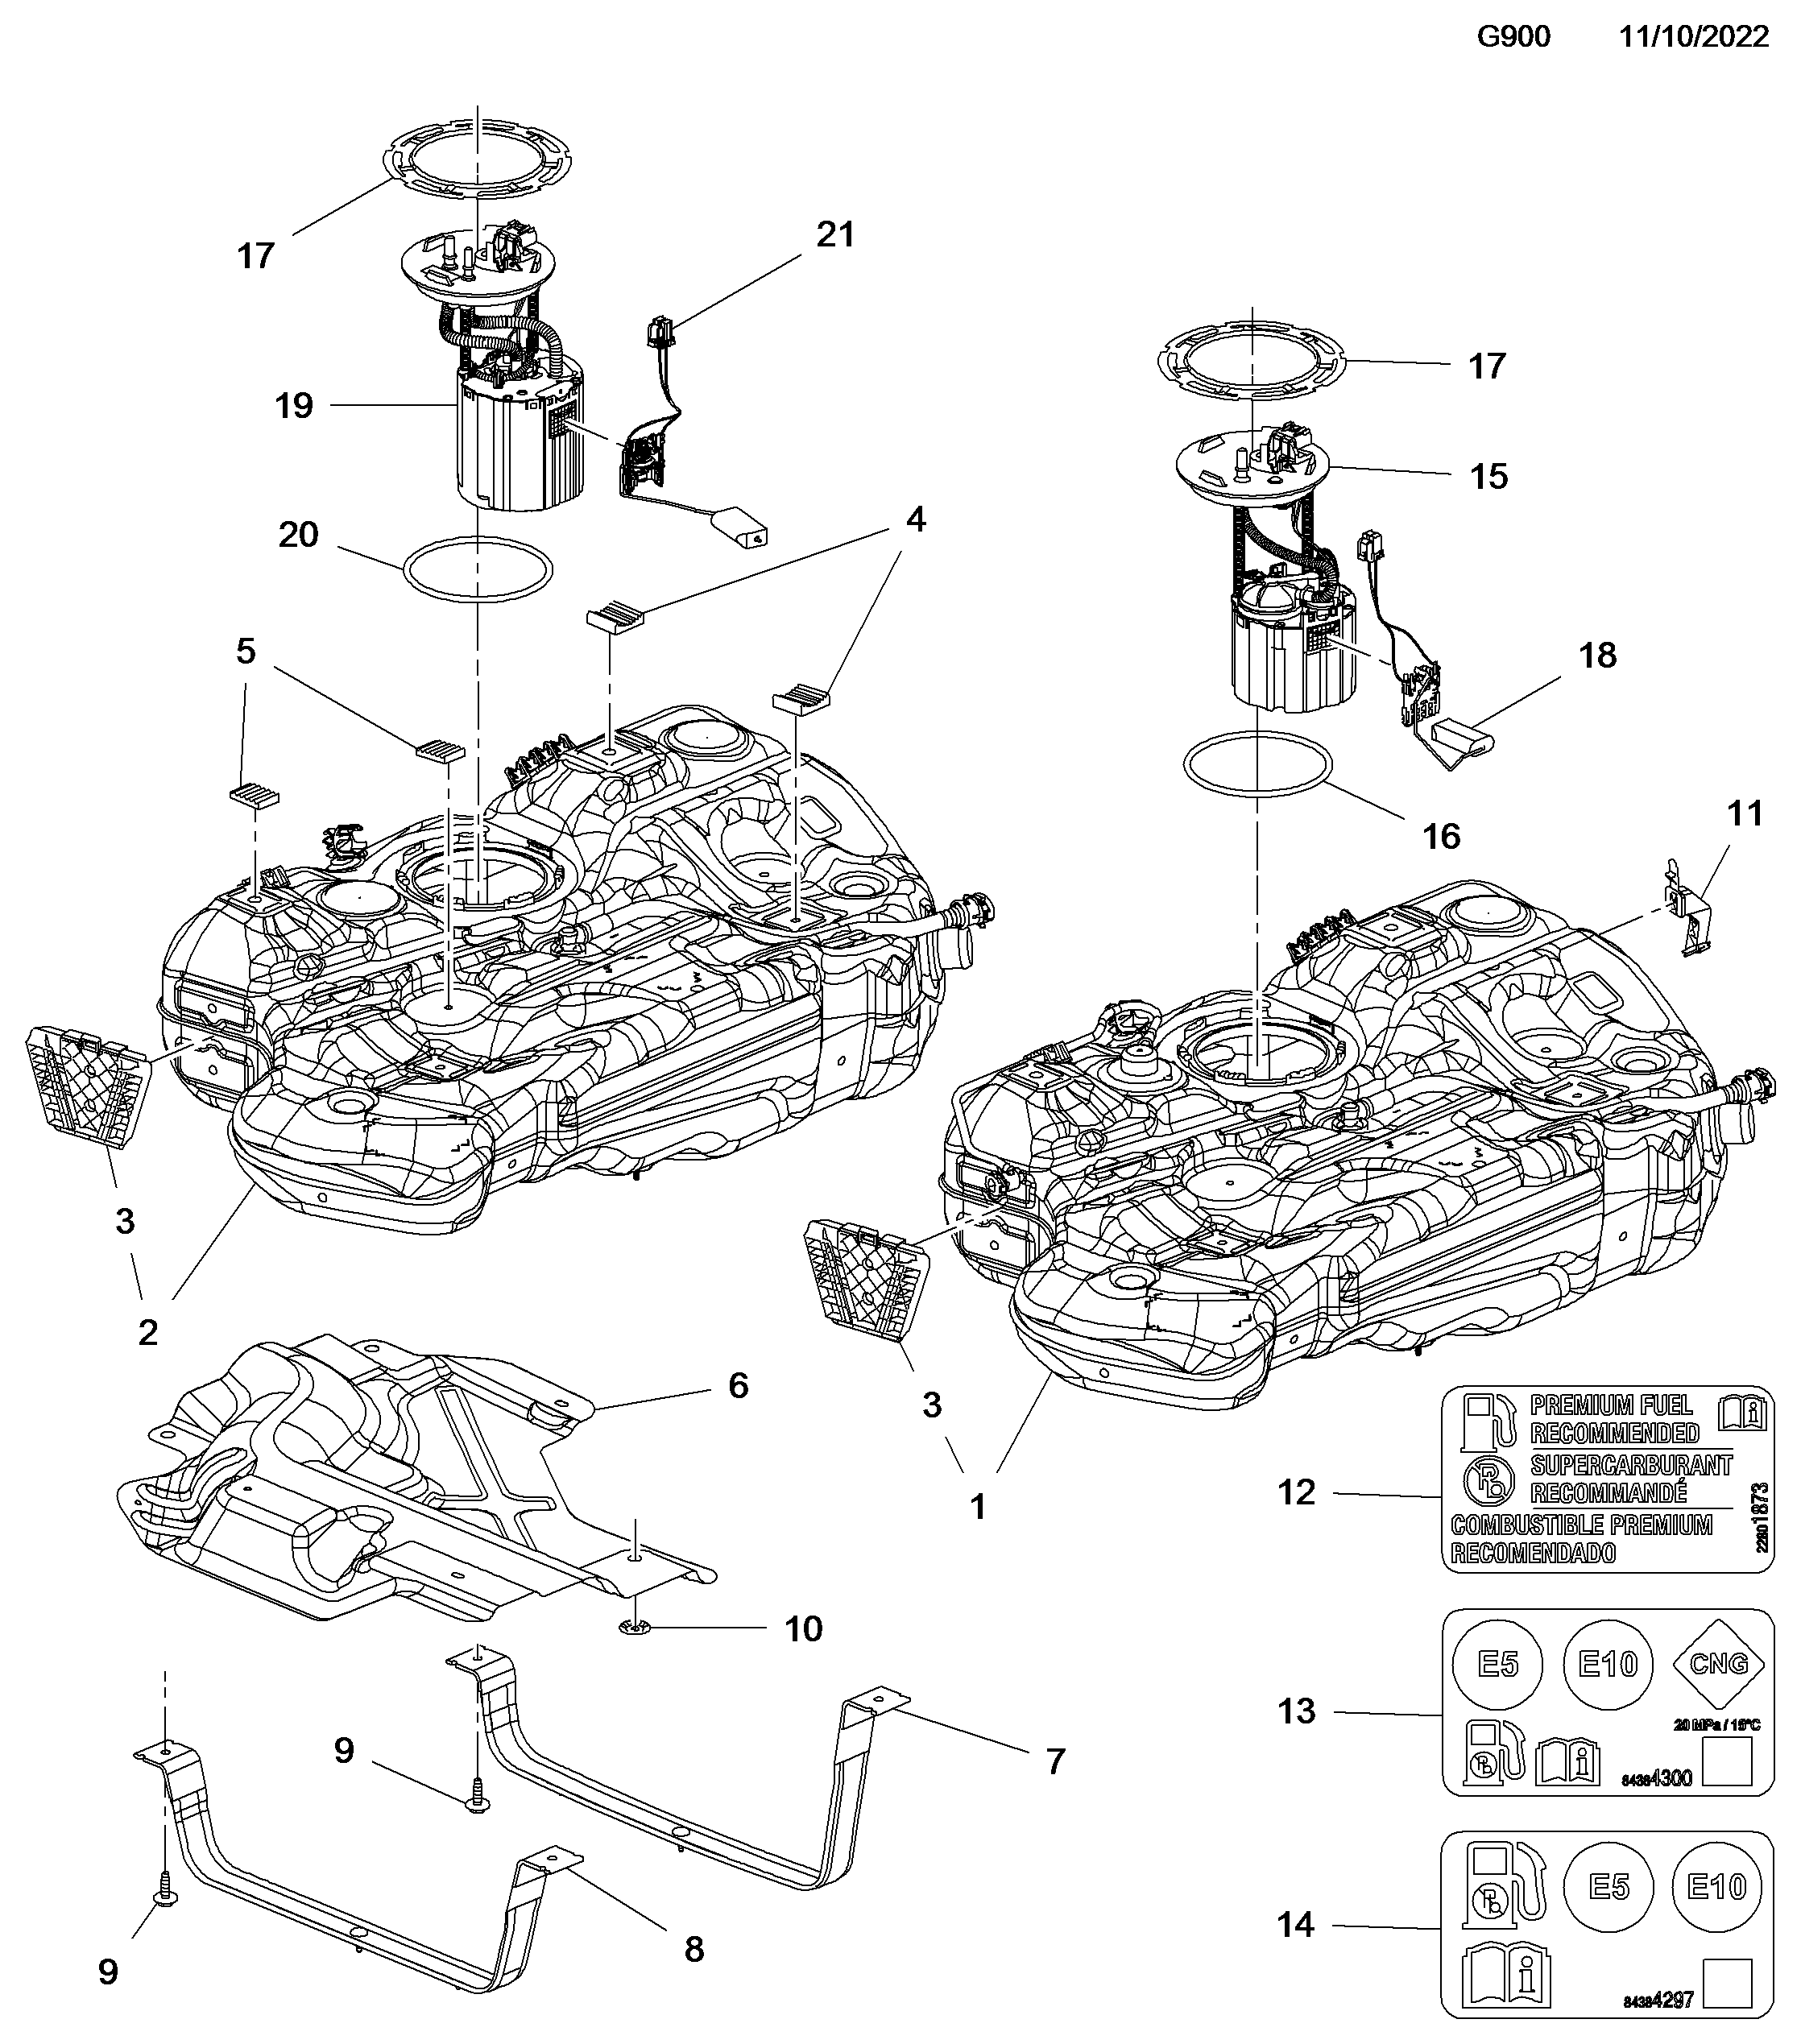 G900 11/10/2022
17
21
17
19
15
20
4
5
18
16
11
3
2
3
1
6
10
9
7
9
8
12
PREMIUM FUEL
RECOMMENDED
SUPERCARBURANT
RECOMMANDÉ
COMBUSTIBLE PREMIUM
RECOMENDADO
22801873
13
E5 E10 CNG
20 MPa / 15°C
84384300
14
E5 E10
84384297